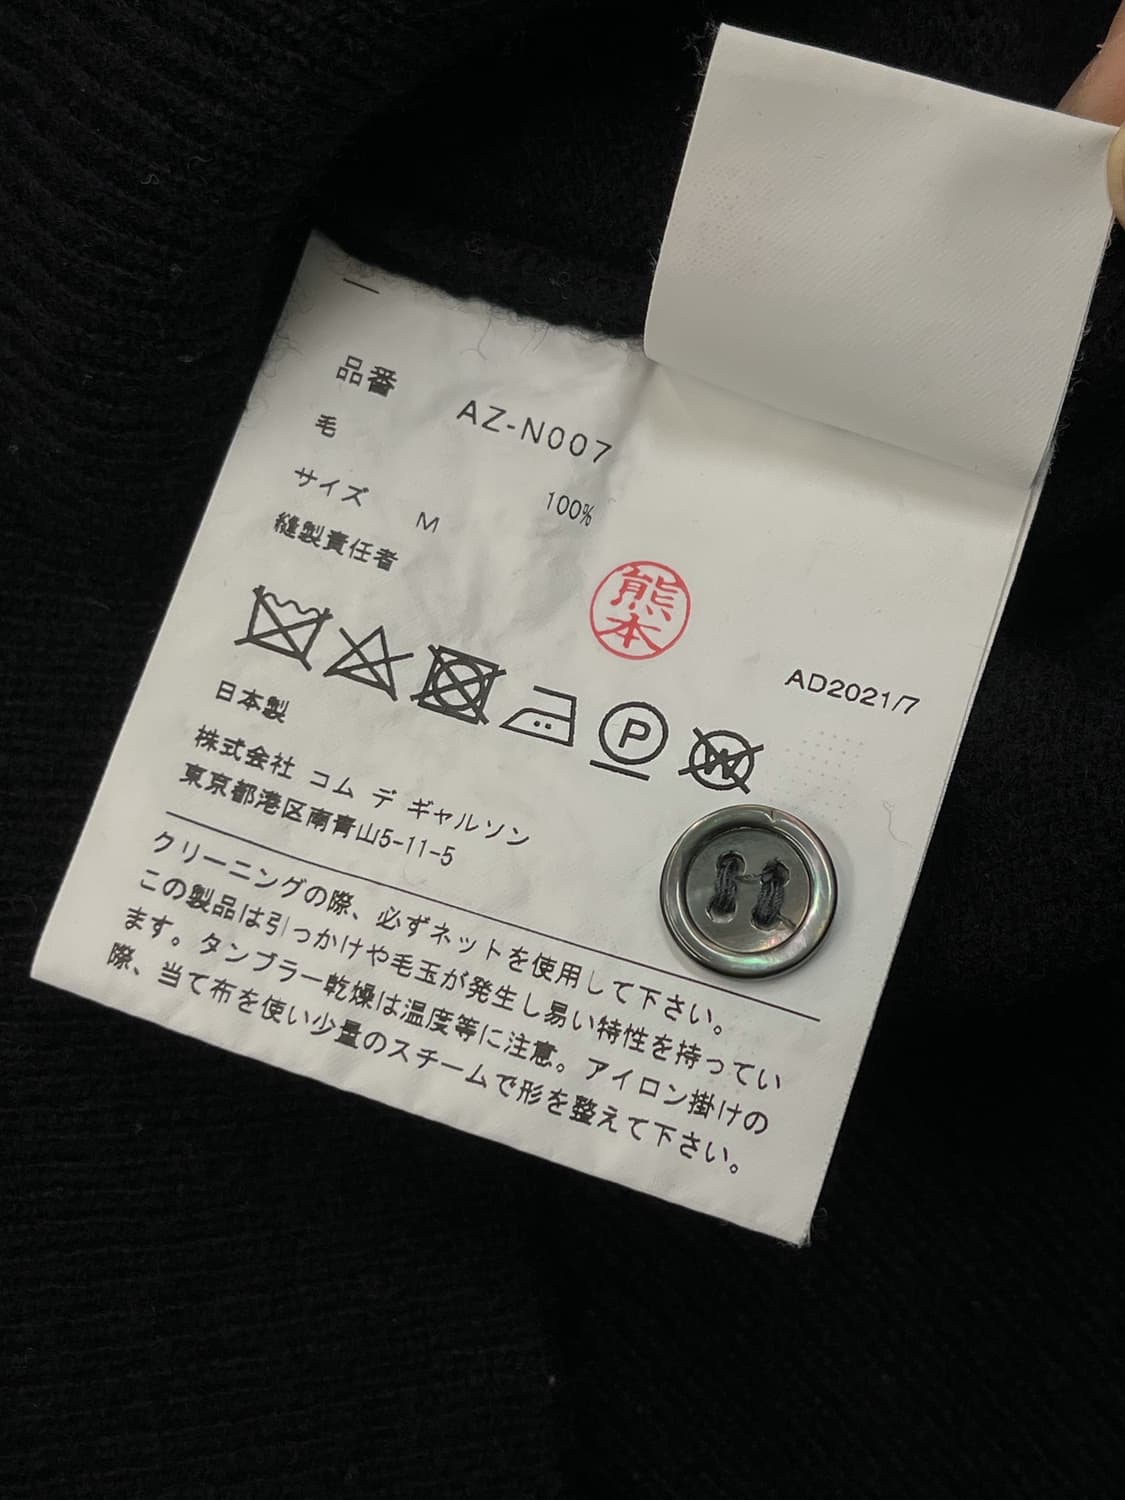 品番 AZ-N007
毛 100%
サイズ M
縫製責任者
熊本
AD2021/7
P
W
日本製
株式会社 コム デ ギャルソン
東京都港区南青山5-11-5
クリーニングの際、必ずネットを使用して下さい。
この製品は引っかけや毛玉が発生し易い特性を持ってい
ます。タンブラー乾燥は温度等に注意。アイロン掛けの
際、当て布を使い少量のスチームで形を整えて下さい。